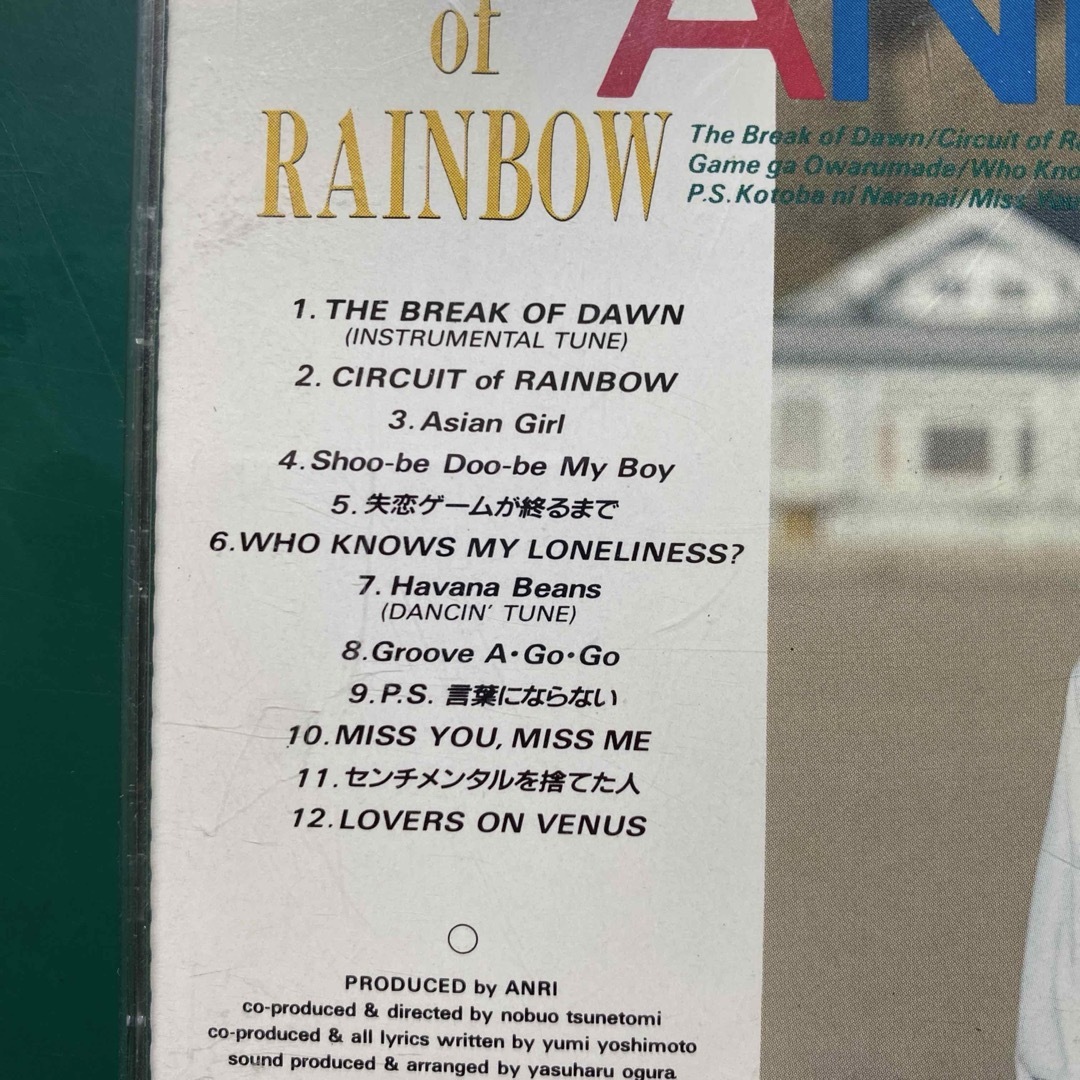 of
RAINBOW
AN
The Break of Dawn/Circuit of
Game ga Owarumade/Who
P.S. Kotoba ni Naranai/Miss
1. THE BREAK OF DAWN
(INSTRUMENTAL TUNE)
2. CIRCUIT of RAINBOW
3. Asian Girl
4. Shoo-be Doo-be My Boy
5. 失恋ゲームが終るまで
6. WHO KNOWS MY LONELINESS?
7. Havana Beans
(DANCIN' TUNE)
8. Groove A・Go・Go
9. P.S. 言葉にならない
10. MISS YOU, MISS ME
11. センチメンタルを捨てた人
12. LOVERS ON VENUS
PRODUCED by ANRI
co-produced & directed by nobuo tsunetomi
co-produced & all lyrics written by yumi yoshimoto
sound produced & arranged by yasuharu ogura